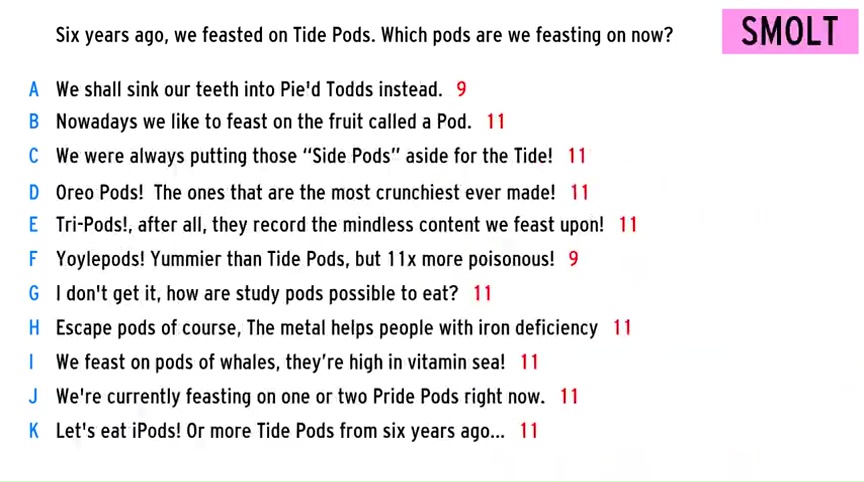 Six years ago, we feasted on Tide Pods. Which pods are we feasting on now?
SMOLT
A We shall sink our teeth into Pie'd Todds instead. 9
B Nowadays we like to feast on the fruit called a Pod. 11
C We were always putting those “Side Pods” aside for the Tide! 11
D Oreo Pods! The ones that are the most crunchiest ever made! 11
E Tri-Pods!, after all, they record the mindless content we feast upon! 11
F Yoylepods! Yummier than Tide Pods, but 11x more poisonous! 9
G I don't get it, how are study pods possible to eat? 11
H Escape pods of course, The metal helps people with iron deficiency 11
I We feast on pods of whales, they’re high in vitamin sea! 11
J We're currently feasting on one or two Pride Pods right now. 11
K Let's eat iPods! Or more Tide Pods from six years ago... 11